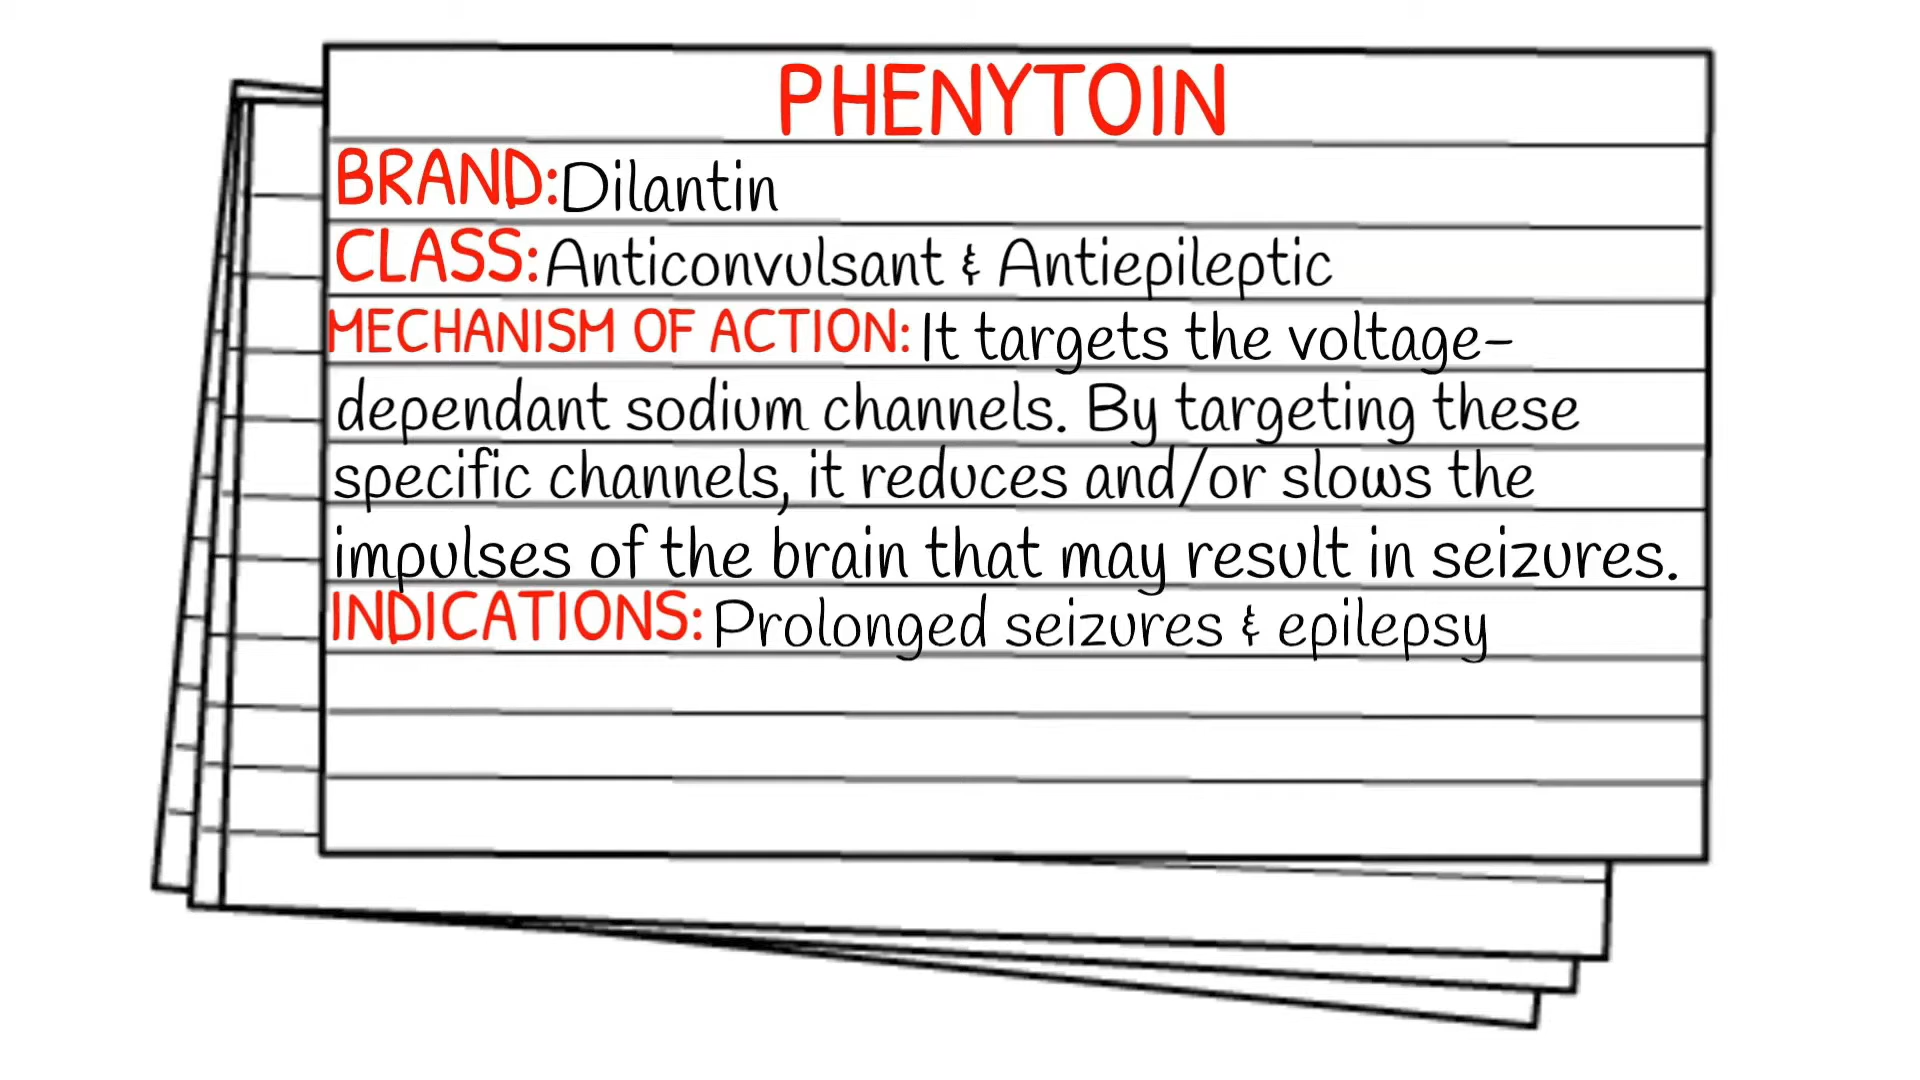 PHENYTOIN
BRAND: Dilantin
CLASS: Anticonvulsant & Antiepileptic
MECHANISM OF ACTION: It targets the voltage-
dependant sodium channels. By targeting these
specific channels, it reduces and/or slows the
impulses of the brain that may result in seizures.
INDICATIONS: Prolonged seizures & epilepsy